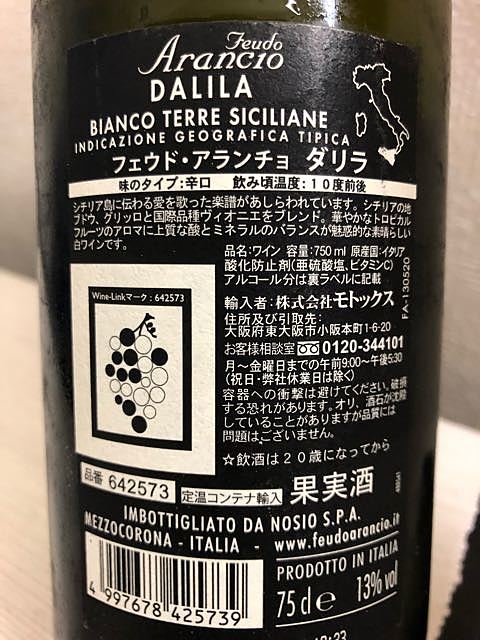 Feudo
Arancio
DALILA
BIANCO TERRE SICILIANE
INDICAZIONE GEOGRAFICA TIPICA
フェウド・アランチョ ダリラ
味のタイプ:辛口 飲み頃温度:10度前後
シチリア島に伝わる愛を歌った楽譜があしらわれています。シチリアの地
ブドウ、グリッロと国際品種ヴィオニエをブレンド。華やかなトロピカル
フルーツのアロマに上質な酸とミネラルのバランスが魅惑的な素晴らしい
白ワインです。
品名:ワイン 容量:750ml 原産国:イタリア
酸化防止剤(亜硫酸塩、ビタミンC)
アルコール分は裏ラベルに記載
FA-130520
Wine-Linkマーク:642573
輸入者:株式会社モトックス
住所及び引取先:
大阪府東大阪市小阪本町1-6-20
お客様相談室 0120-344101
月～金曜日までの午前9:00～午後5:30
(祝日・弊社休業日は除く)
容器への衝撃は避けてください。破損
する恐れがあります。オリ、酒石が沈殿
していることがありますが品質には
問題はございません。
☆飲酒は20歳になってから
品番 642573 定温コンテナ輸入 果実酒
IMBOTTIGLIATO DA NOSIO S.P.A.
MEZZOCORONA - ITALIA - www.feudoarancio.it
PRODOTTO IN ITALIA
75cl e 13% vol
4 997678 425739